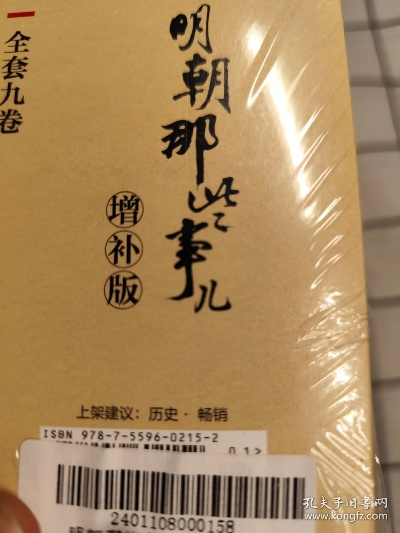 全套九卷
明朝那些事儿
增补版
上架建议：历史·畅销
ISBN 978-7-5596-0215-2
01>
2401108000158
孔夫子旧书网
www.kongfz.com